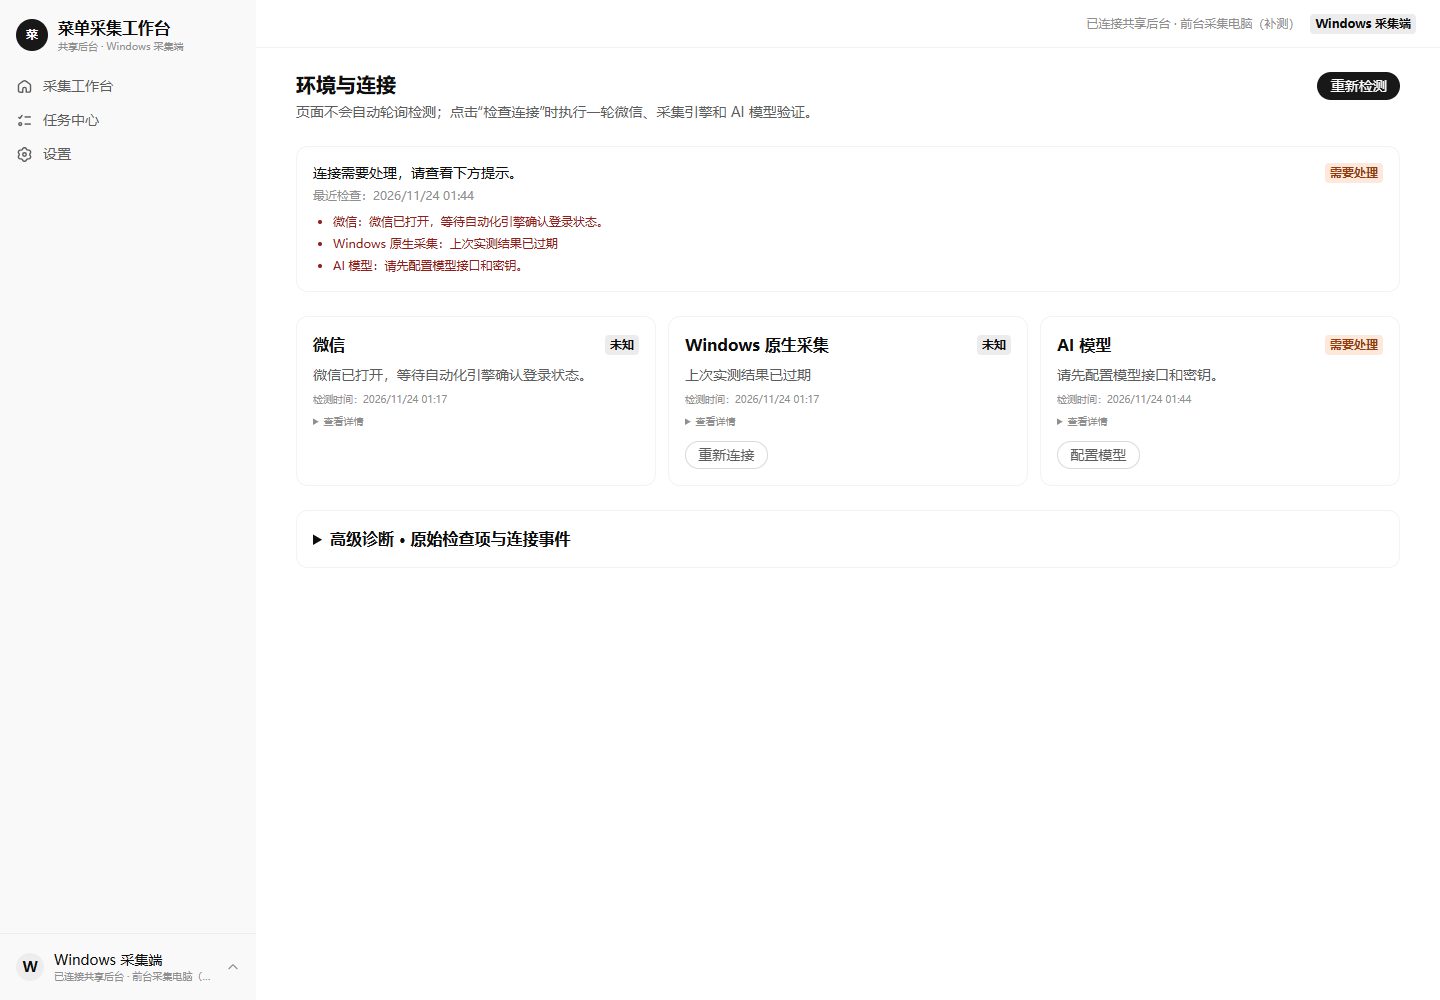 菜
菜单采集工作台
共享后台 · Windows 采集端
采集工作台
任务中心
设置
已连接共享后台 · 前台采集电脑（补测）
Windows 采集端
环境与连接
重新检测
页面不会自动轮询检测；点击“检查连接”时执行一轮微信、采集引擎和 AI 模型验证。
连接需要处理，请查看下方提示。
需要处理
最近检查：2026/11/24 01:44
• 微信：微信已打开，等待自动化引擎确认登录状态。
• Windows 原生采集：上次实测结果已过期
• AI 模型：请先配置模型接口和密钥。
微信
未知
微信已打开，等待自动化引擎确认登录状态。
检测时间：2026/11/24 01:17
▶ 查看详情
Windows 原生采集
未知
上次实测结果已过期
检测时间：2026/11/24 01:17
▶ 查看详情
重新连接
AI 模型
需要处理
请先配置模型接口和密钥。
检测时间：2026/11/24 01:44
▶ 查看详情
配置模型
▶ 高级诊断 • 原始检查项与连接事件
W
Windows 采集端
已连接共享后台 · 前台采集电脑（...